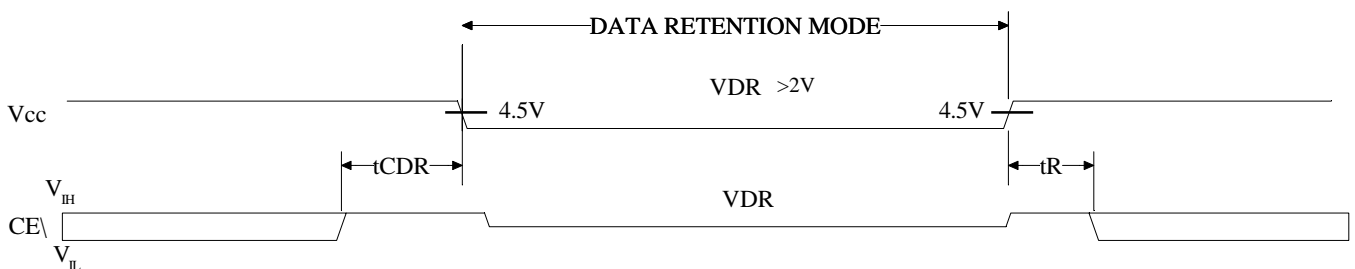 DATA RETENTION MODE
VDR >2V
Vcc
4.5V
4.5V
tCDR
tR
VIH
VDR
CE\
VIL